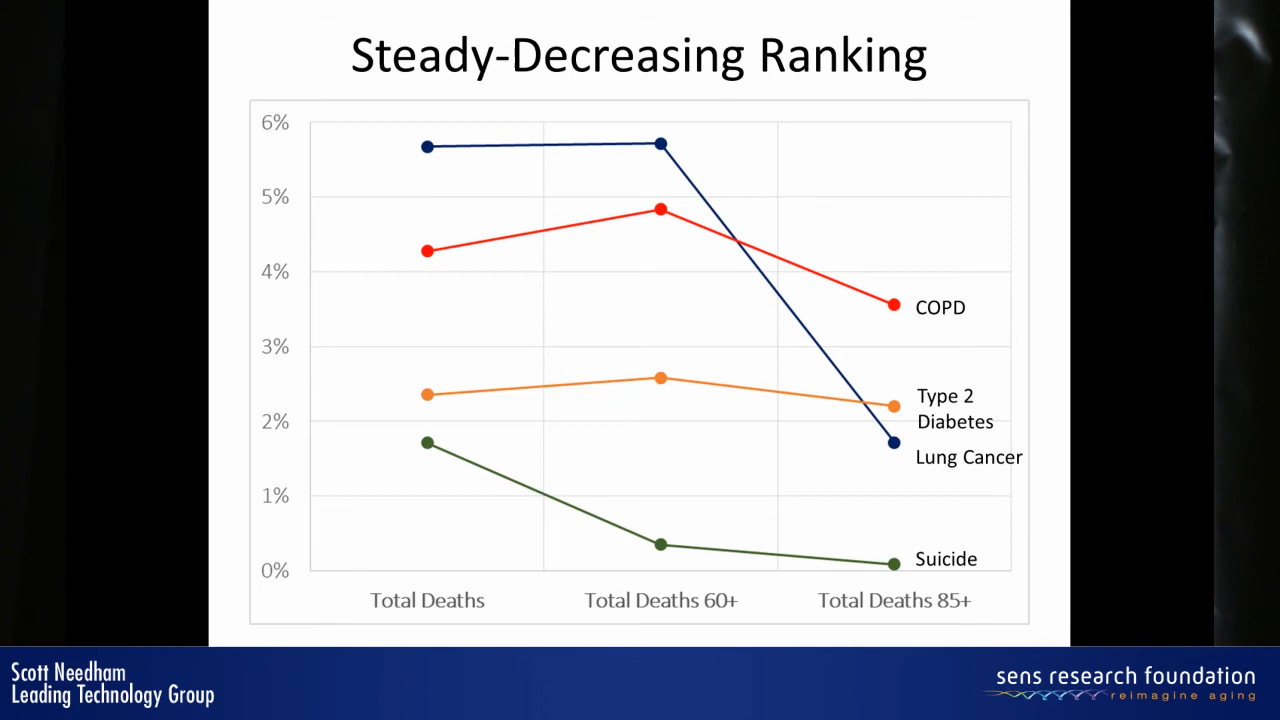 Steady-Decreasing Ranking
6%
5%
4%
3%
2%
1%
0%
COPD
Type 2
Diabetes
Lung Cancer
Suicide
Total Deaths
Total Deaths 60+
Total Deaths 85+
Scott Needham
Leading Technology Group
sens research foundation
reimagine aging